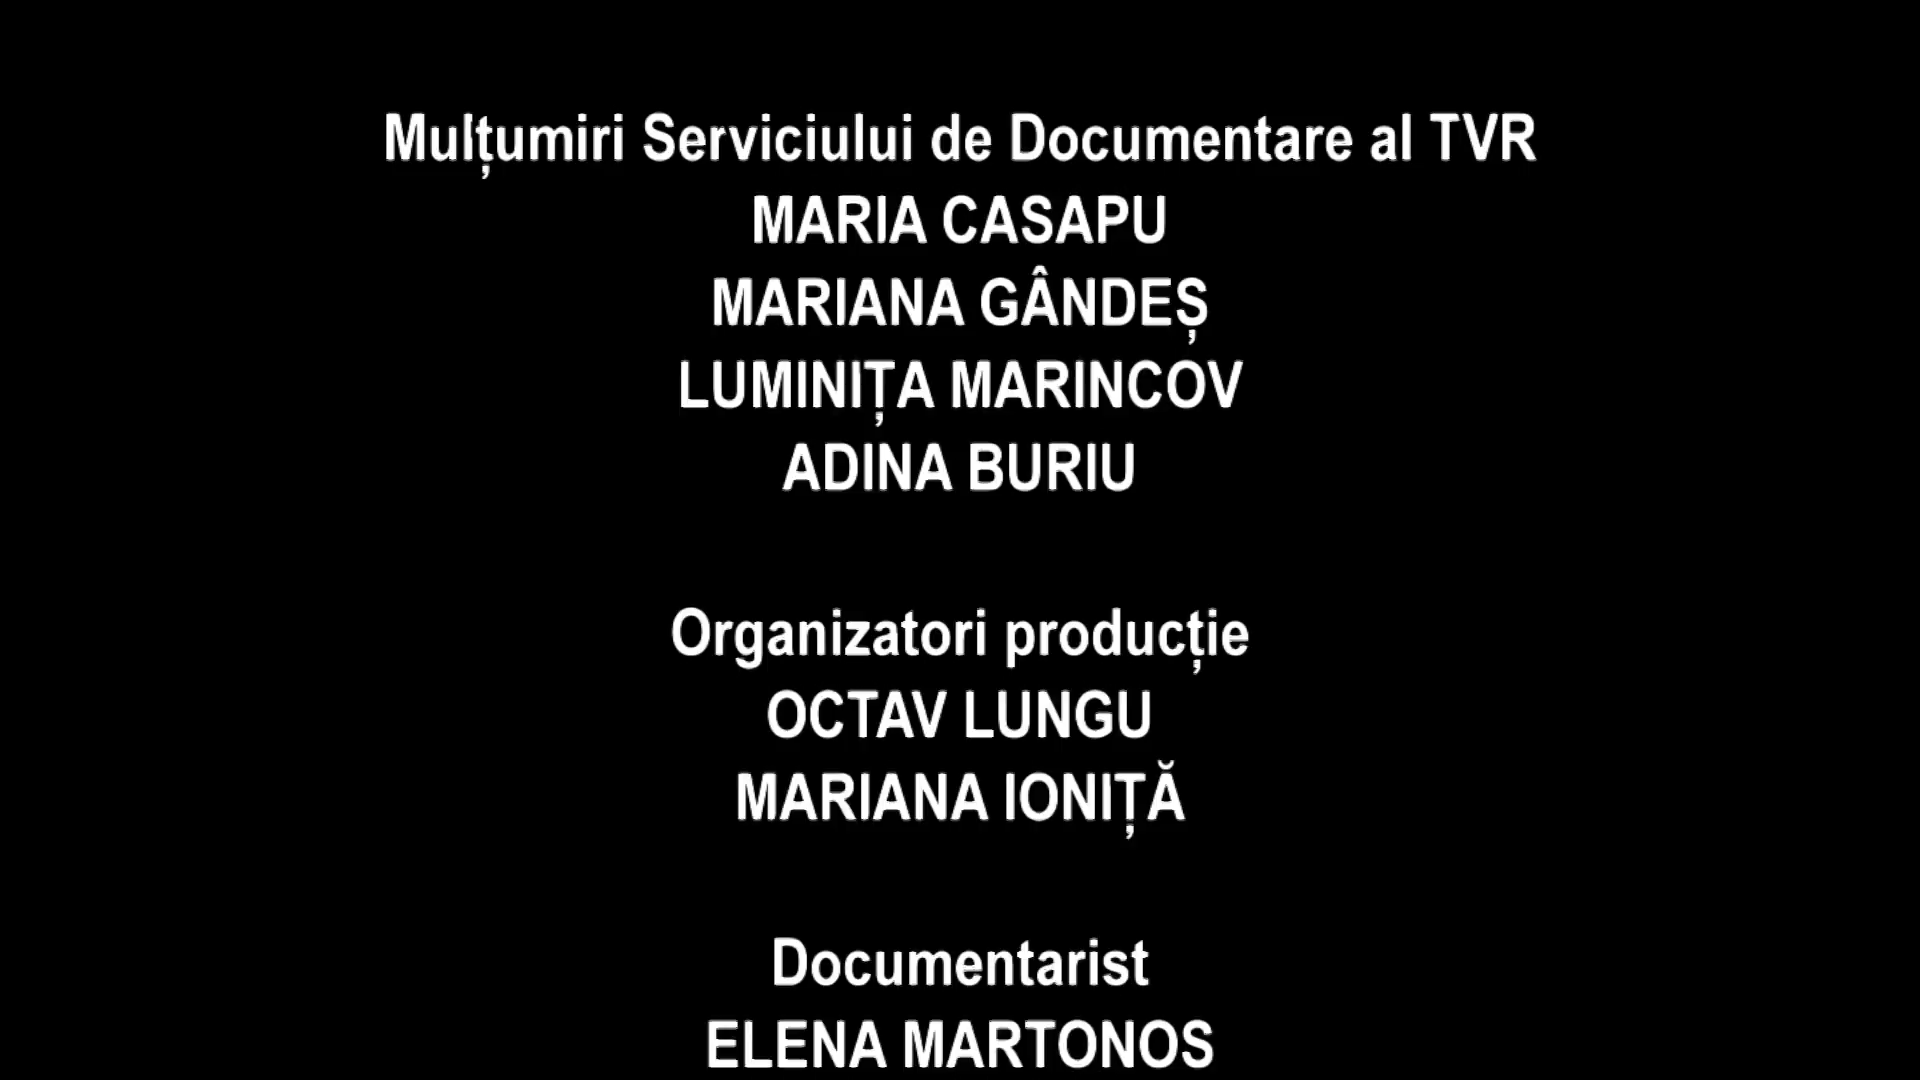 Mulțumiri Serviciului de Documentare al TVR
MARIA CASAPU
MARIANA GÂNDEȘ
LUMINIȚA MARINCOV
ADINA BURIU
Organizatori producție
OCTAV LUNGU
MARIANA IONIȚĂ
Documentarist
ELENA MARTONOS